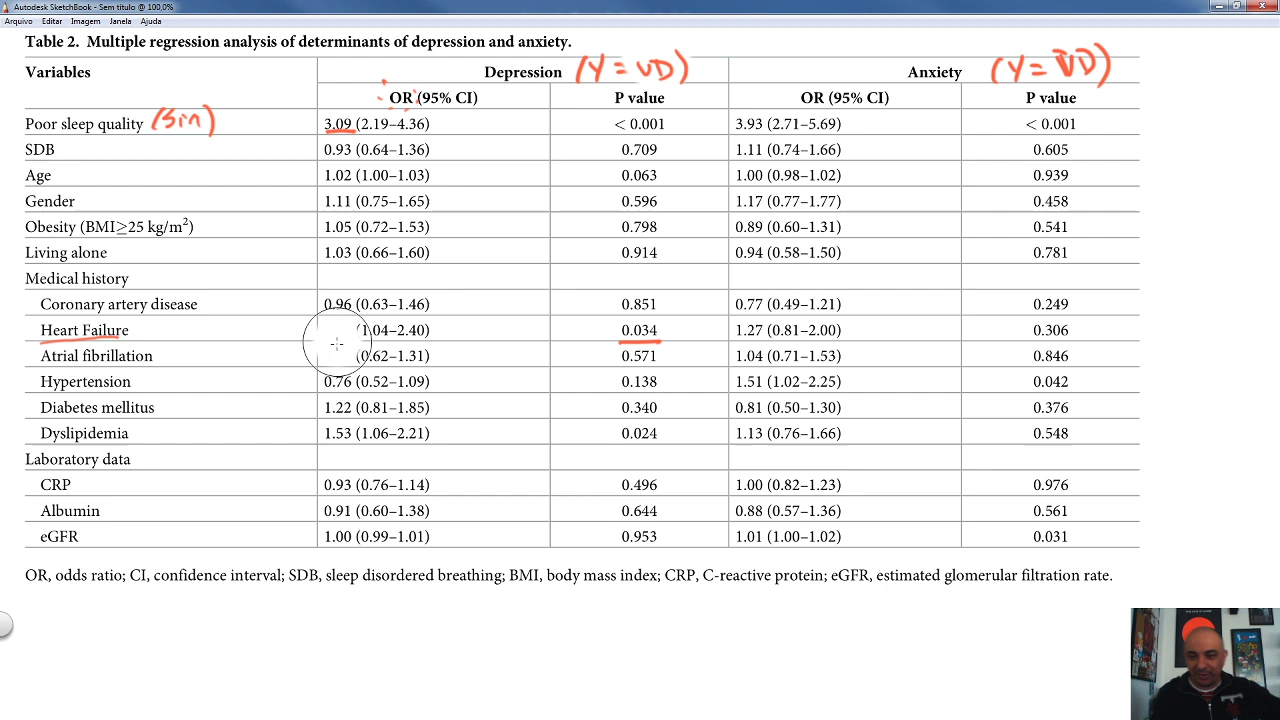 Autodesk SketchBook - Sem título @ 100,0%
Arquivo Editar Imagem Janela Ajuda
Table 2. Multiple regression analysis of determinants of depression and anxiety.
Variables Depression (Y = VD) Anxiety (Y = VD)
OR (95% CI) P value OR (95% CI) P value
Poor sleep quality (Sim) 3.09 (2.19–4.36) < 0.001 3.93 (2.71–5.69) < 0.001
SDB 0.93 (0.64–1.36) 0.709 1.11 (0.74–1.66) 0.605
Age 1.02 (1.00–1.03) 0.063 1.00 (0.98–1.02) 0.939
Gender 1.11 (0.75–1.65) 0.596 1.17 (0.77–1.77) 0.458
Obesity (BMI≥25 kg/m2) 1.05 (0.72–1.53) 0.798 0.89 (0.60–1.31) 0.541
Living alone 1.03 (0.66–1.60) 0.914 0.94 (0.58–1.50) 0.781
Medical history
Coronary artery disease 0.96 (0.63–1.46) 0.851 0.77 (0.49–1.21) 0.249
Heart Failure (1.04–2.40) 0.034 1.27 (0.81–2.00) 0.306
Atrial fibrillation (0.62–1.31) 0.571 1.04 (0.71–1.53) 0.846
Hypertension 0.76 (0.52–1.09) 0.138 1.51 (1.02–2.25) 0.042
Diabetes mellitus 1.22 (0.81–1.85) 0.340 0.81 (0.50–1.30) 0.376
Dyslipidemia 1.53 (1.06–2.21) 0.024 1.13 (0.76–1.66) 0.548
Laboratory data
CRP 0.93 (0.76–1.14) 0.496 1.00 (0.82–1.23) 0.976
Albumin 0.91 (0.60–1.38) 0.644 0.88 (0.57–1.36) 0.561
eGFR 1.00 (0.99–1.01) 0.953 1.01 (1.00–1.02) 0.031
OR, odds ratio; CI, confidence interval; SDB, sleep disordered breathing; BMI, body mass index; CRP, C-reactive protein; eGFR, estimated glomerular filtration rate.